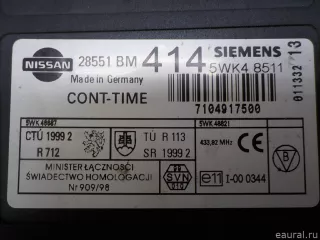 NISSAN 28551 BM 414 SIEMENS
Made in Germany 5WK4 8511
CONT-TIME 7104917500
011332 13
5WK 48687
CTÚ 1999 2 TÚ R 113
R 712 SR 1999 2
MINISTER ŁĄCZNOŚCI
ŚWIADECTWO HOMOLOGACJI
Nr 909/98
SVN
5WK 48621
433,92 MHz CE
e11 I-00 0344
eaural.ru